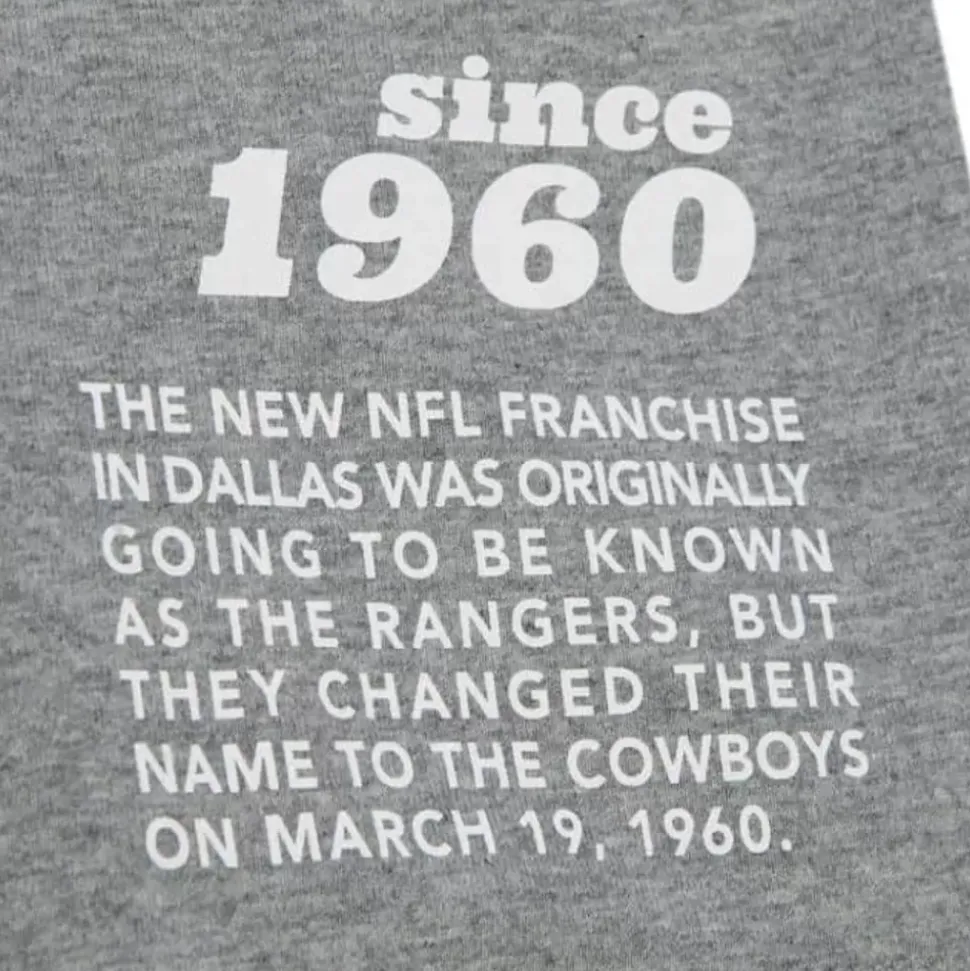 since
1960
THE NEW NFL FRANCHISE
IN DALLAS WAS ORIGINALLY
GOING TO BE KNOWN
AS THE RANGERS, BUT
THEY CHANGED THEIR
NAME TO THE COWBOYS
ON MARCH 19, 1960.